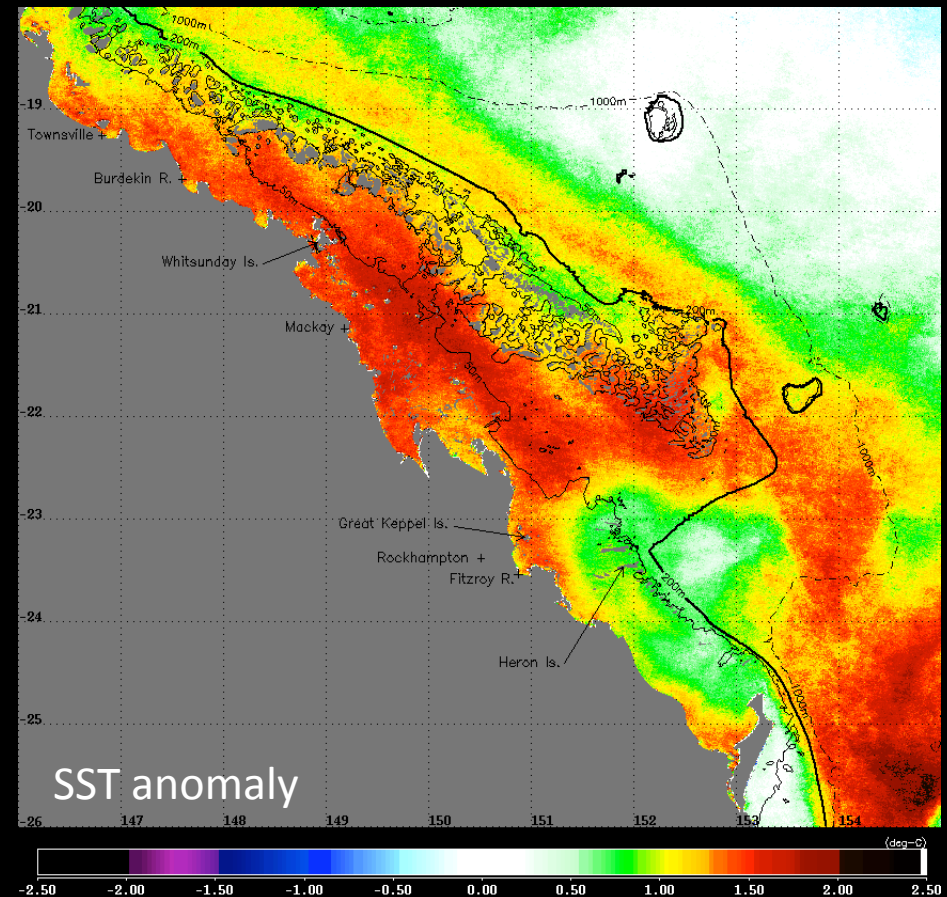 1000m
200m
-19
1000m
Townsville
50m
Burdekin R.
50m
-20
Whitsunday Is.
-21
200m
Mackay
50m
-22
1000m
-23
Great Keppel Is.
Rockhampton
200m
Fitzroy R.
-24
Heron Is.
1000m
-25
SST anomaly
-26
147 148 149 150 151 152 153 154
(deg-C)
-2.50 -2.00 -1.50 -1.00 -0.50 0.00 0.50 1.00 1.50 2.00 2.50